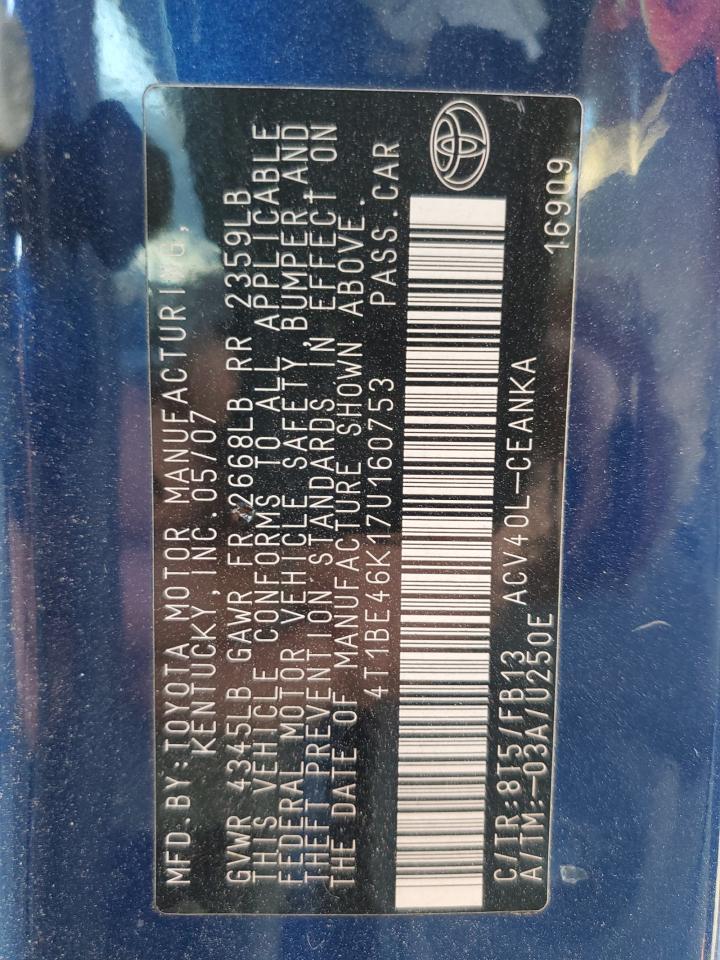 MFD. BY: TOYOTA MOTOR MANUFACTURING,
KENTUCKY, INC. 05/07
GVWR 4345LB GAWR FR 2668LB RR 2359LB
THIS VEHICLE CONFORMS TO ALL APPLICABLE
FEDERAL MOTOR VEHICLE SAFETY, BUMPER AND
THEFT PREVENTION STANDARDS IN EFFECT ON
THE DATE OF MANUFACTURE SHOWN ABOVE.
4T1BE46K17U160753 PASS. CAR
C/TR: 8T5/FB13 ACV40L-CEANKA
A/TM:-03A/U250E 16909